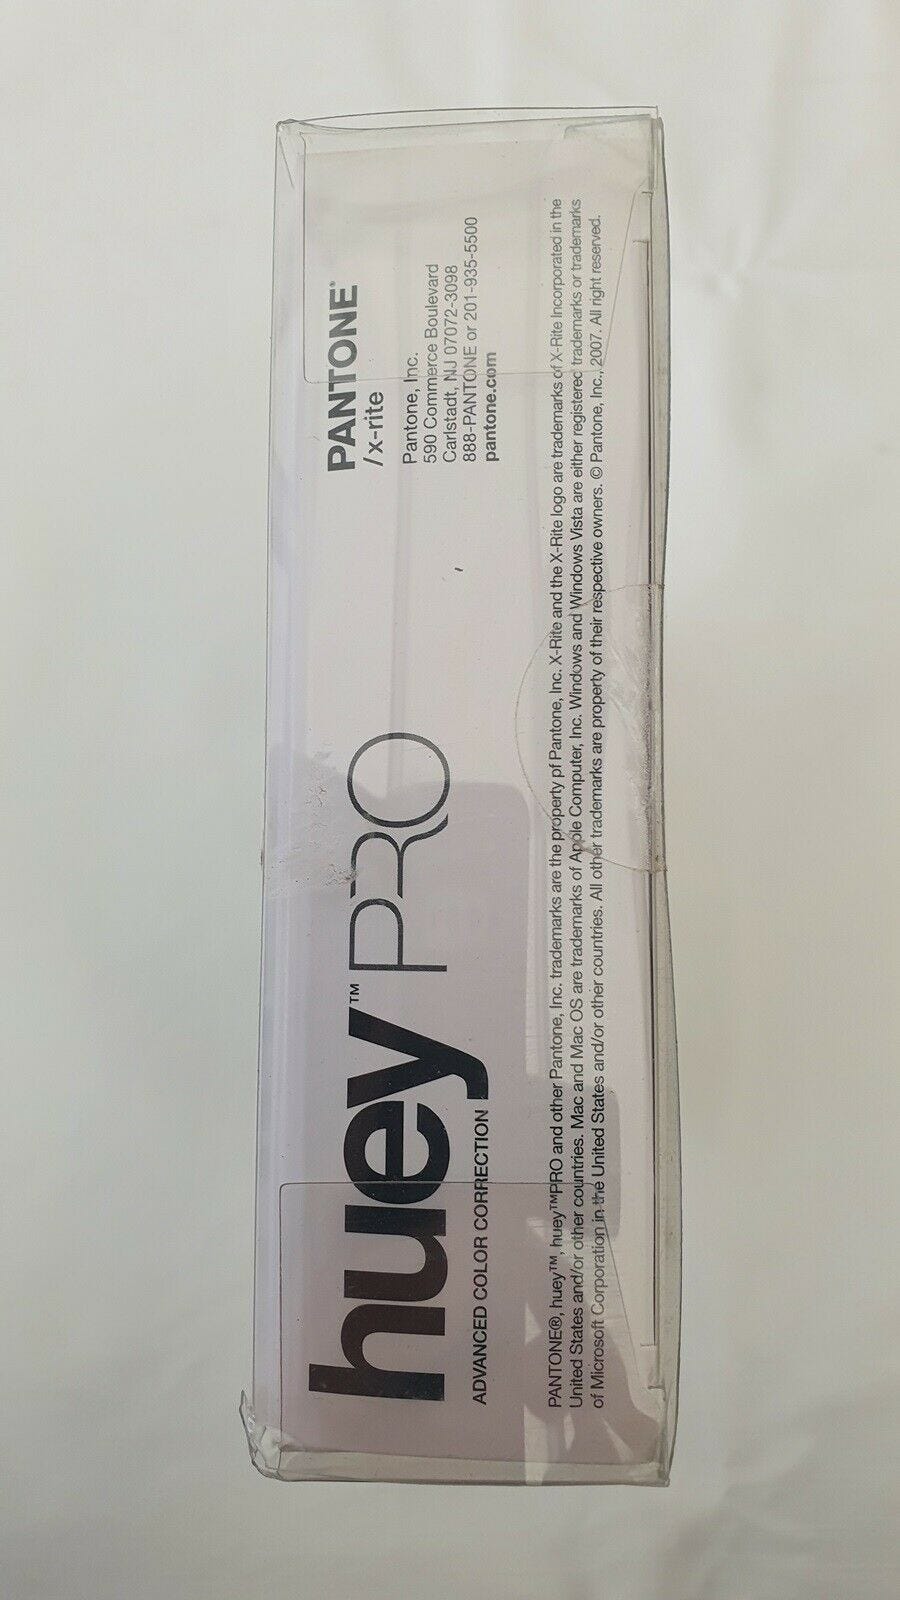 huey™PRO
ADVANCED COLOR CORRECTION
PANTONE®
/x-rite
Pantone, Inc.
590 Commerce Boulevard
Carlstadt, NJ 07072-3098
888-PANTONE or 201-935-5500
pantone.com
PANTONE®, huey™, huey™PRO and other Pantone, Inc. trademarks are the property pf Pantone, Inc. X-Rite and the X-Rite logo are trademarks of X-Rite Incorporated in the
United States and/or other countries. Mac and Mac OS are trademarks of Apple Computer, Inc. Windows and Windows Vista are either registered trademarks or trademarks
of Microsoft Corporation in the United States and/or other countries. All other trademarks are property of their respective owners. © Pantone, Inc., 2007. All right reserved.